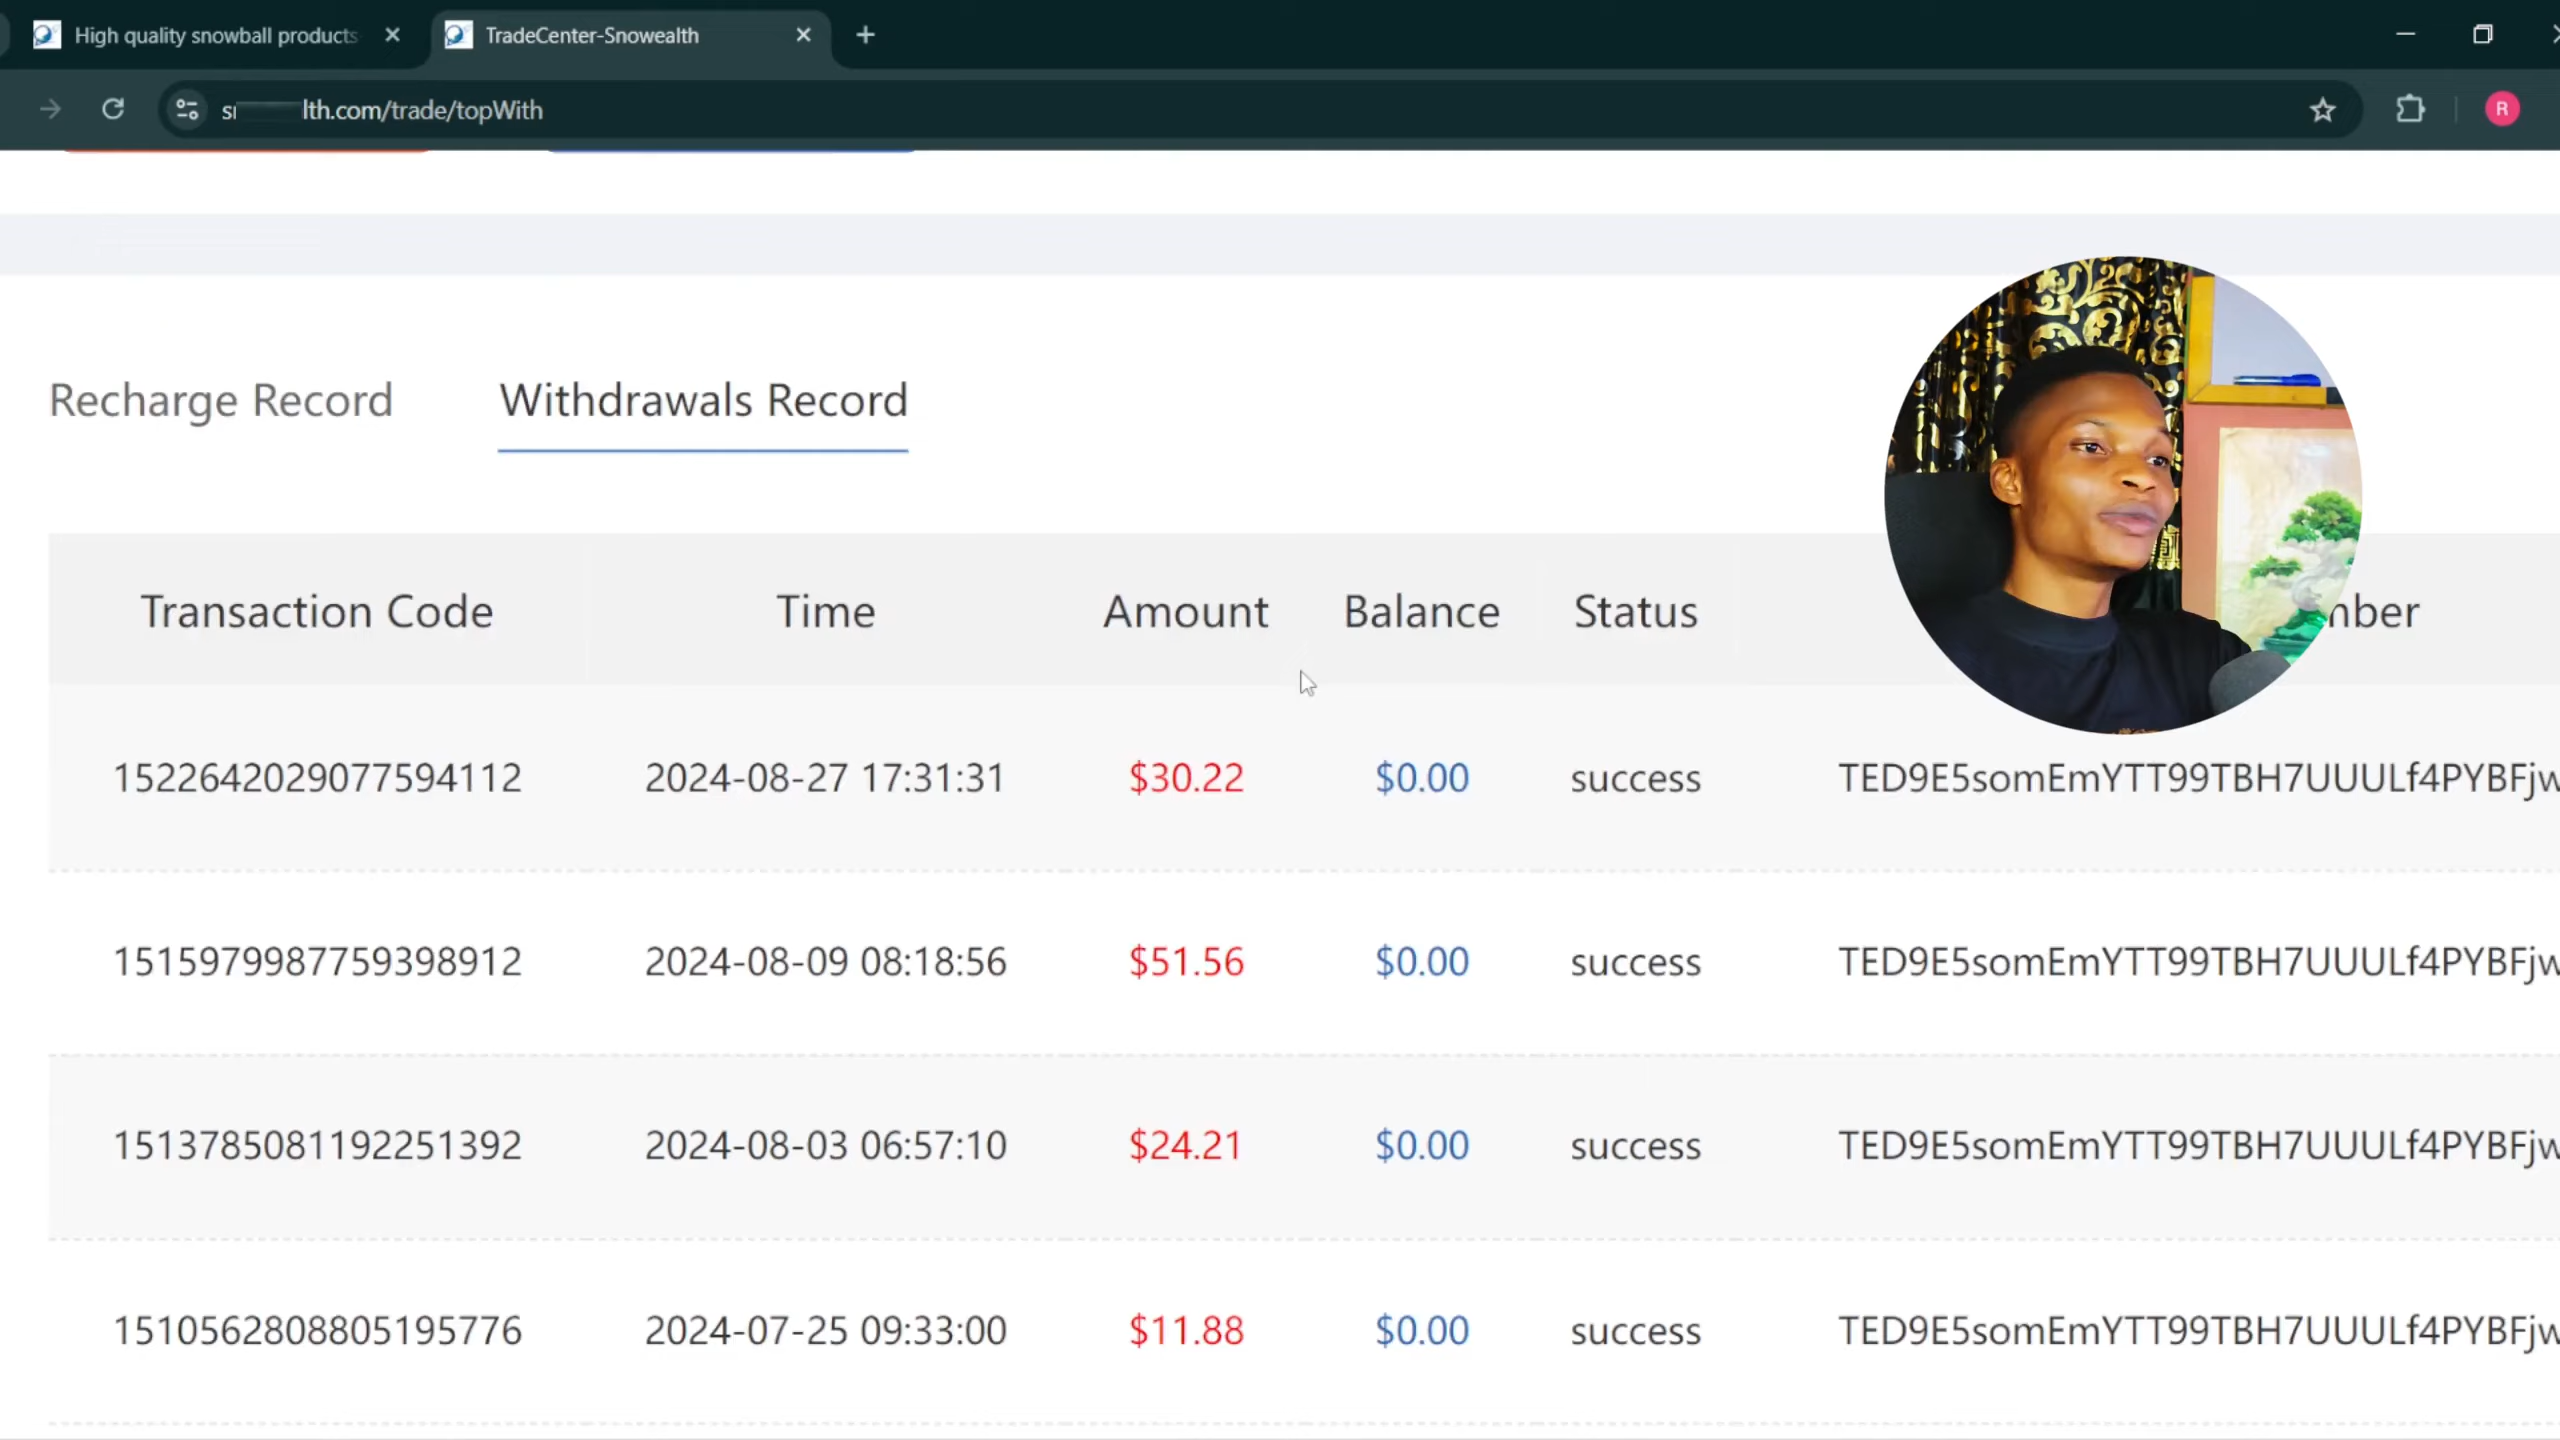 High quality snowball products
TradeCenter-Snowealth
lth.com/trade/topWith
R
Recharge Record
Withdrawals Record
Transaction Code Time Amount Balance Status
1522642029077594112 2024-08-27 17:31:31 $30.22 $0.00 success TED9E5somEmYTT99TBH7UUULf4PYBFjw
1515979987759398912 2024-08-09 08:18:56 $51.56 $0.00 success TED9E5somEmYTT99TBH7UUULf4PYBFjw
1513785081192251392 2024-08-03 06:57:10 $24.21 $0.00 success TED9E5somEmYTT99TBH7UUULf4PYBFjw
1510562808805195776 2024-07-25 09:33:00 $11.88 $0.00 success TED9E5somEmYTT99TBH7UUULf4PYBFjw